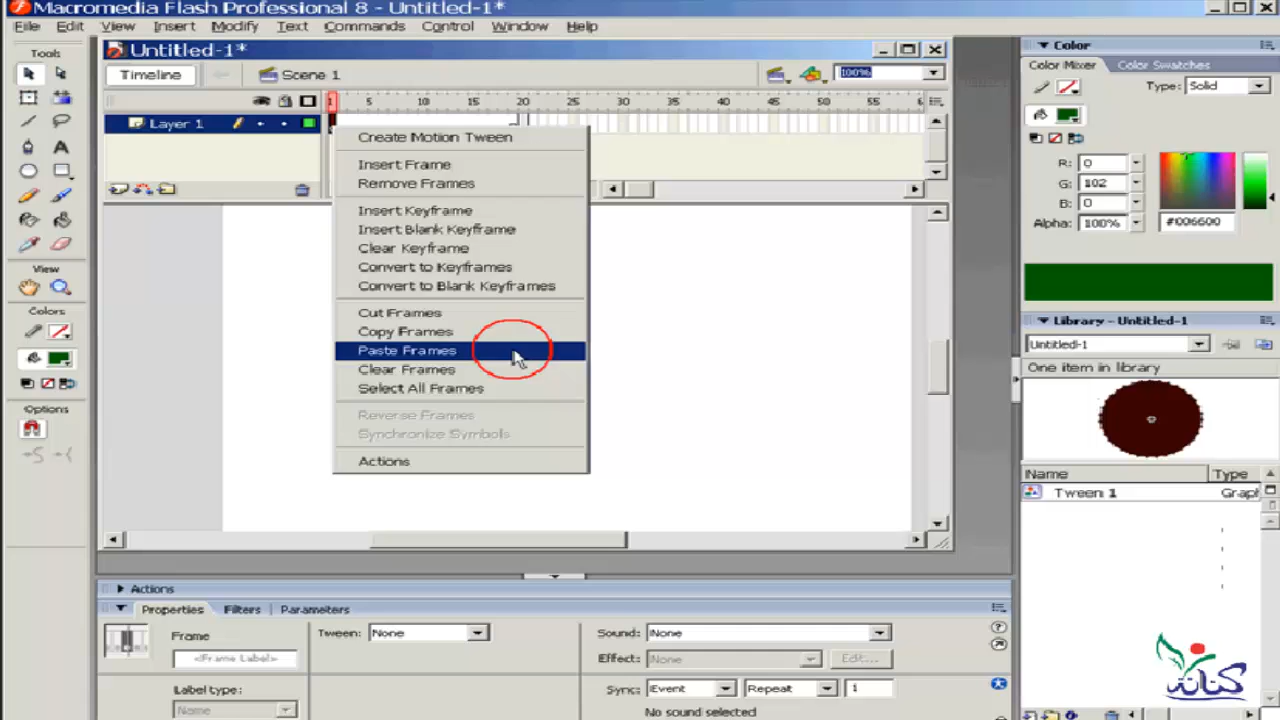 Macromedia Flash Professional 8 - Untitled-1*
File Edit View Insert Modify Text Commands Control Window Help
Tools
View
Colors
Options
Untitled-1*
Timeline Scene 1 100%
1 5 10 15 20 25 30 35 40 45 50 55 6
Layer 1
Create Motion Tween
Insert Frame
Remove Frames
Insert Keyframe
Insert Blank Keyframe
Clear Keyframe
Convert to Keyframes
Convert to Blank Keyframes
Cut Frames
Copy Frames
Paste Frames
Clear Frames
Select All Frames
Reverse Frames
Synchronize Symbols
Actions
Actions
Properties Filters Parameters
Frame Tween: None Sound: None
<Frame Label> Effect: None Edit...
Label type: Sync: Event Repeat 1
Name No sound selected
Color
Color Mixer Color Swatches
Type: Solid
R: 0
G: 102
B: 0
Alpha: 100% #006600
Library - Untitled-1
Untitled-1
One item in library
Name Type
Tween 1 Graph